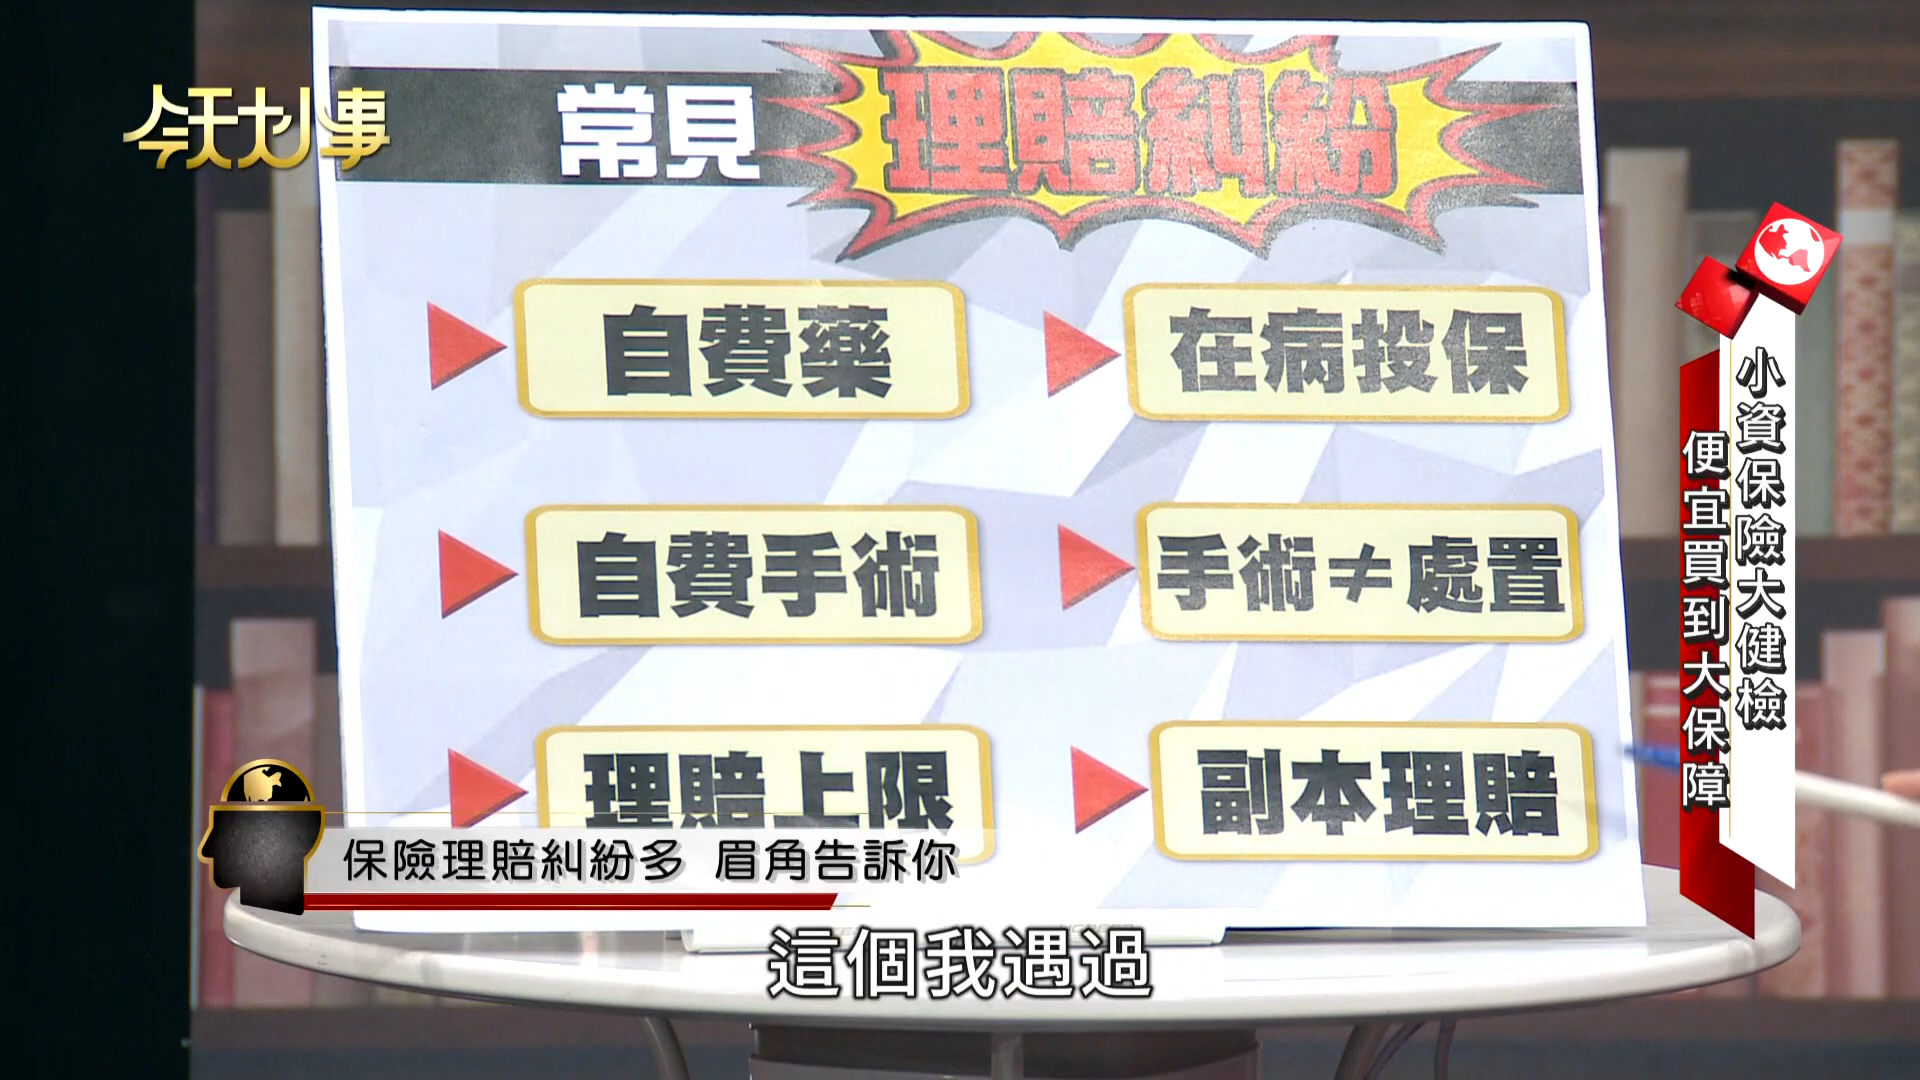 今天大小事
常見 理賠糾紛
自費藥
在病投保
自費手術
手術≠處置
理賠上限
副本理賠
小資保險大健檢
便宜買到大保障
保險理賠糾紛多 眉角告訴你
這個我遇過